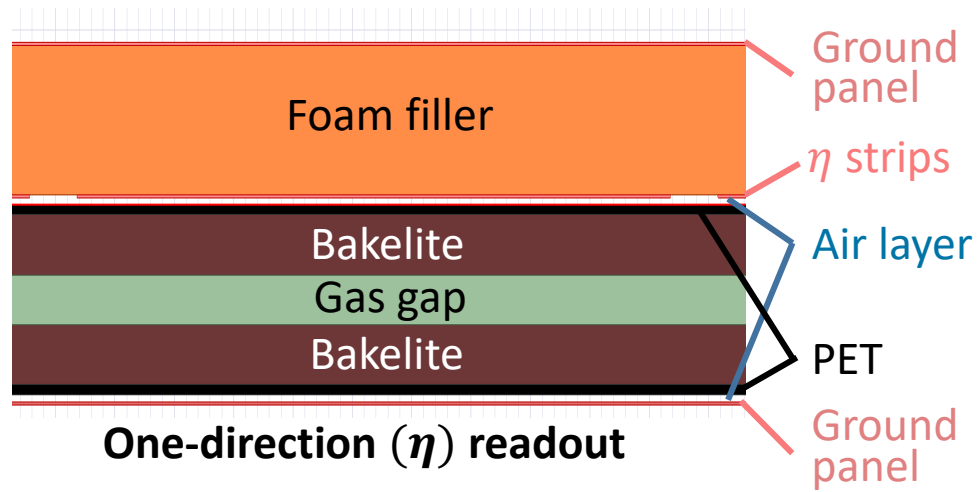 Ground
panel
Foam filler
η strips
Bakelite
Air layer
Gas gap
Bakelite
PET
Ground
panel
One-direction (η) readout